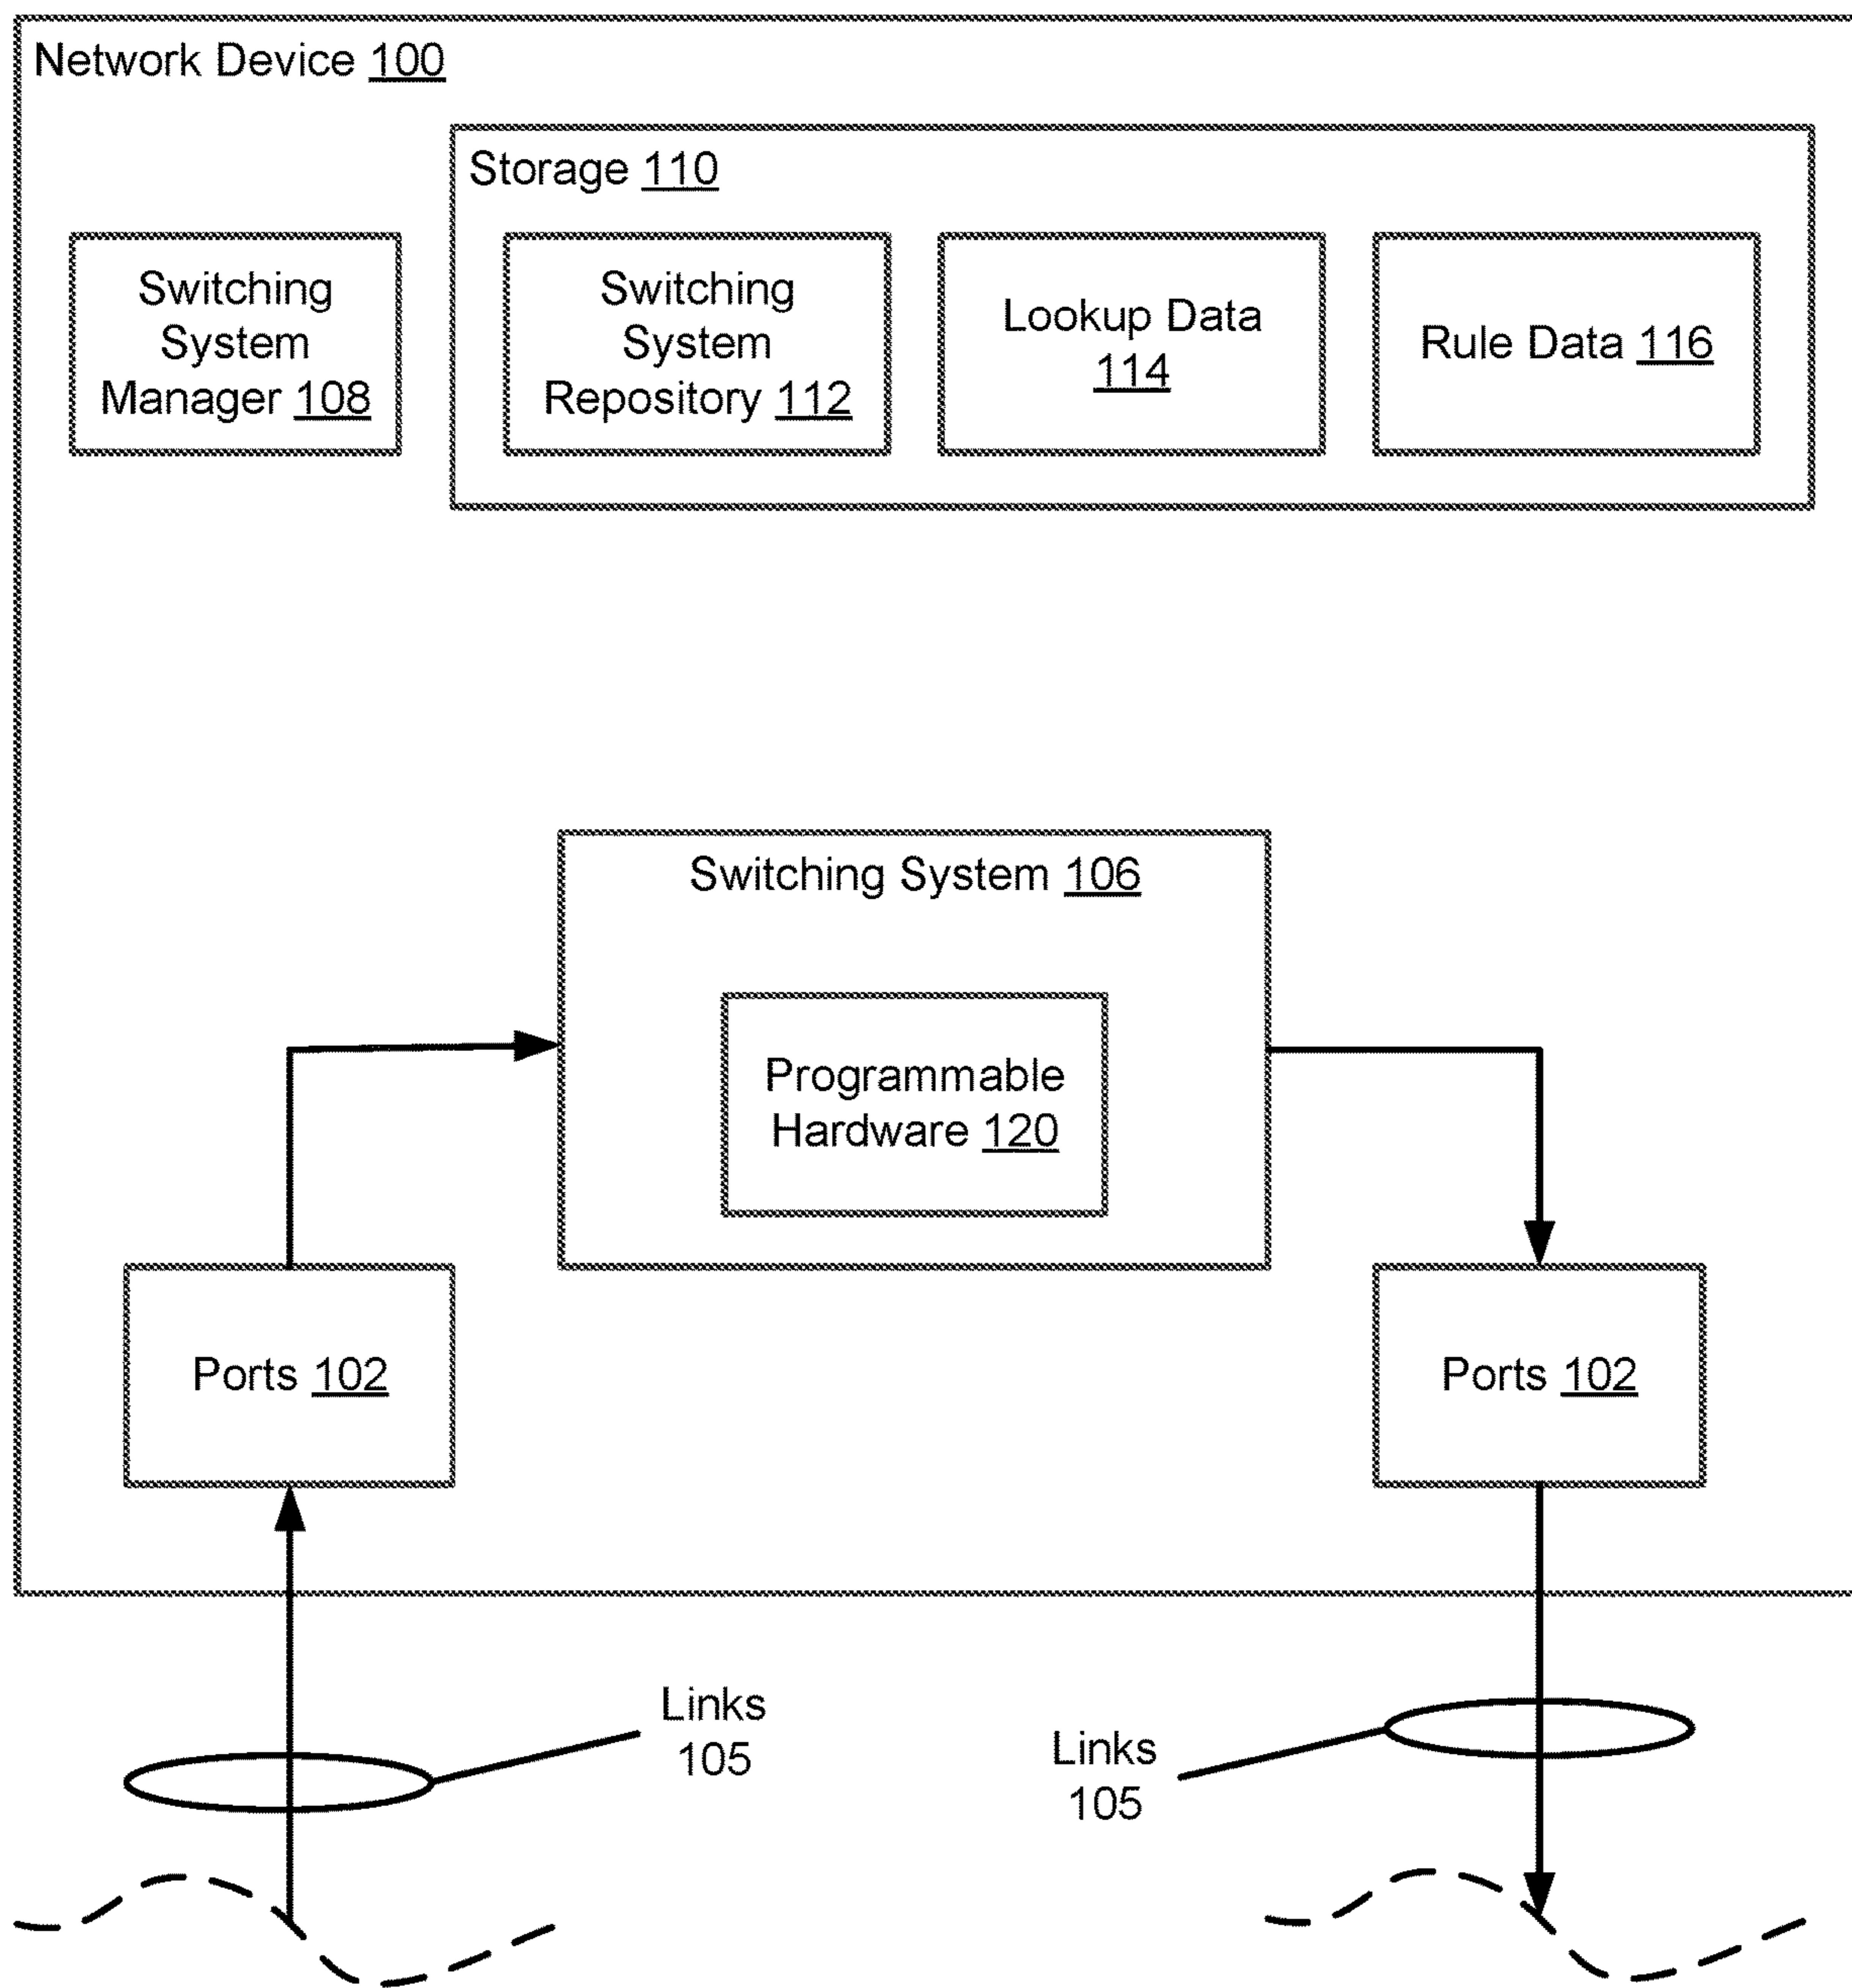 Network Device 100
Storage 110
Switching
System
Manager 108
Switching
System
Repository 112
Lookup Data
114
Rule Data 116
Switching System 106
Programmable
Hardware 120
Ports 102
Ports 102
Links
105
Links
105